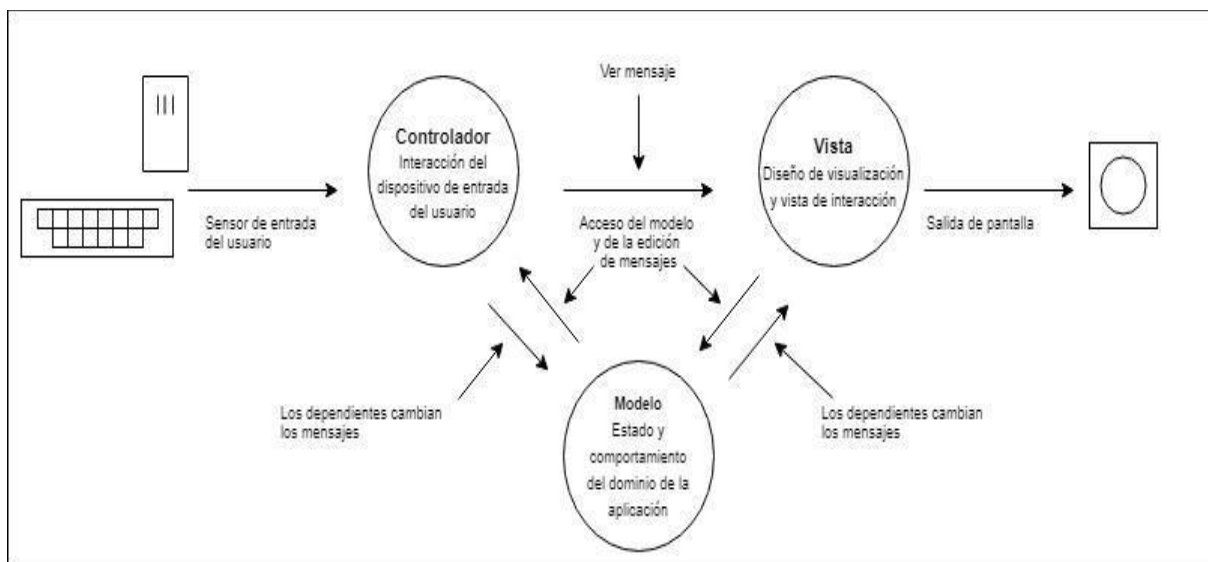 Ver mensaje
Controlador
Interacción del
dispositivo de entrada
del usuario
Vista
Diseño de visualización
y vista de interacción
Sensor de entrada
del usuario
Acceso del modelo
y de la edición
de mensajes
Salida de pantalla
Los dependientes cambian
los mensajes
Modelo
Estado y
comportamiento
del dominio de la
aplicación
Los dependientes cambian
los mensajes